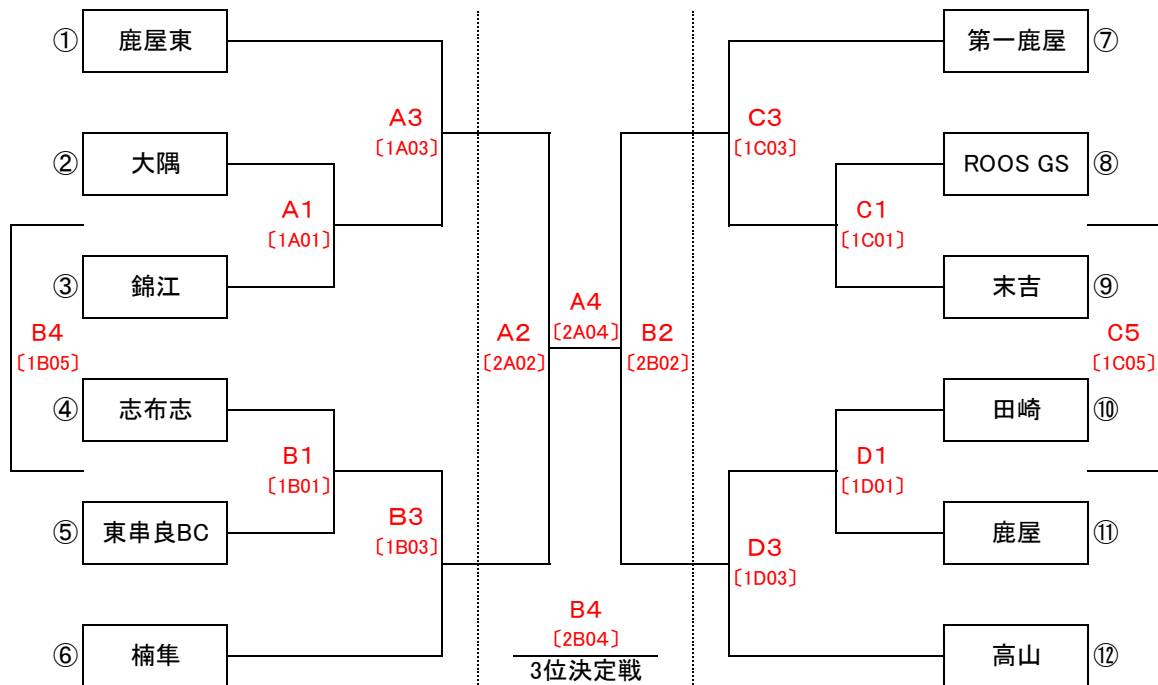 ① 鹿屋東
② 大隅
③ 錦江
④ 志布志
⑤ 東串良BC
⑥ 楠隼
A1
〔1A01〕
A3
〔1A03〕
B4
〔1B05〕
B1
〔1B01〕
B3
〔1B03〕
A2
〔2A02〕
A4
〔2A04〕
B2
〔2B02〕
B4
〔2B04〕
3位決定戦
第一鹿屋 ⑦
ROOS GS ⑧
末吉 ⑨
田崎 ⑩
鹿屋 ⑪
高山 ⑫
C3
〔1C03〕
C1
〔1C01〕
C5
〔1C05〕
D1
〔1D01〕
D3
〔1D03〕